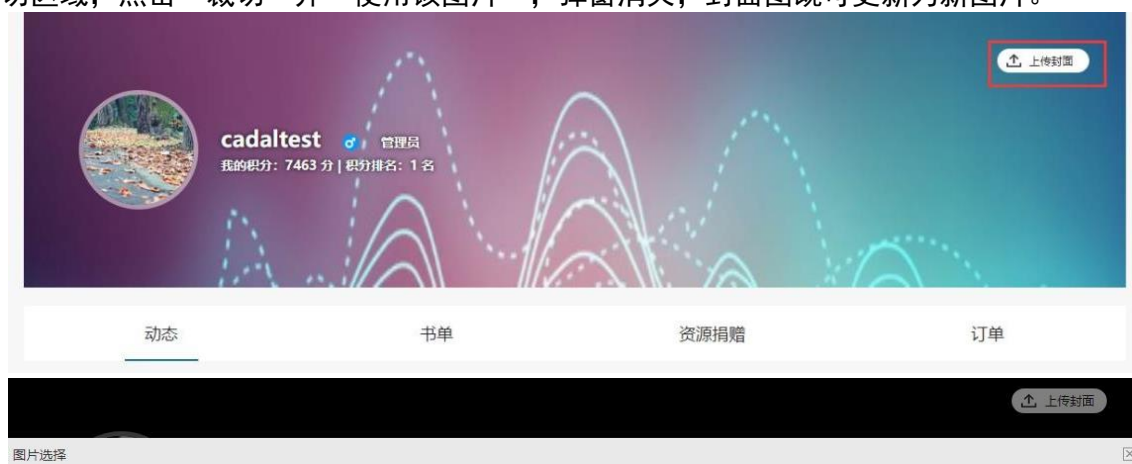 切区域，点击“裁切”并“使用该图片”，弹窗消失，封面图既可更新为新图片。
上传封面
cadaltest 管理员
我的积分：7463 分 | 积分排名：1 名
动态 书单 资源捐赠 订单
上传封面
图片选择